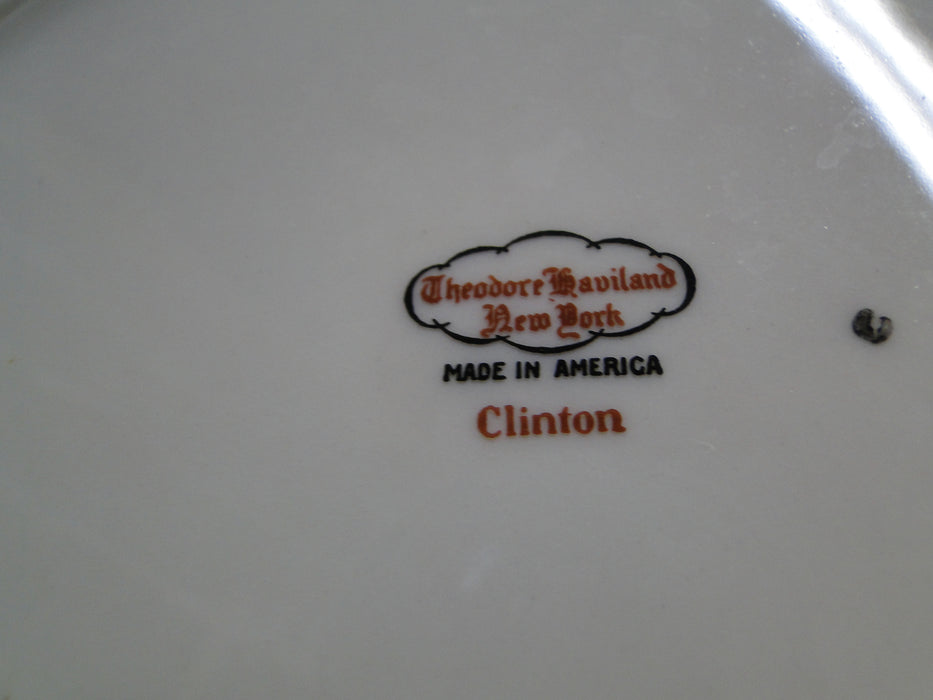 Theodore Haviland
New York
MADE IN AMERICA
Clinton